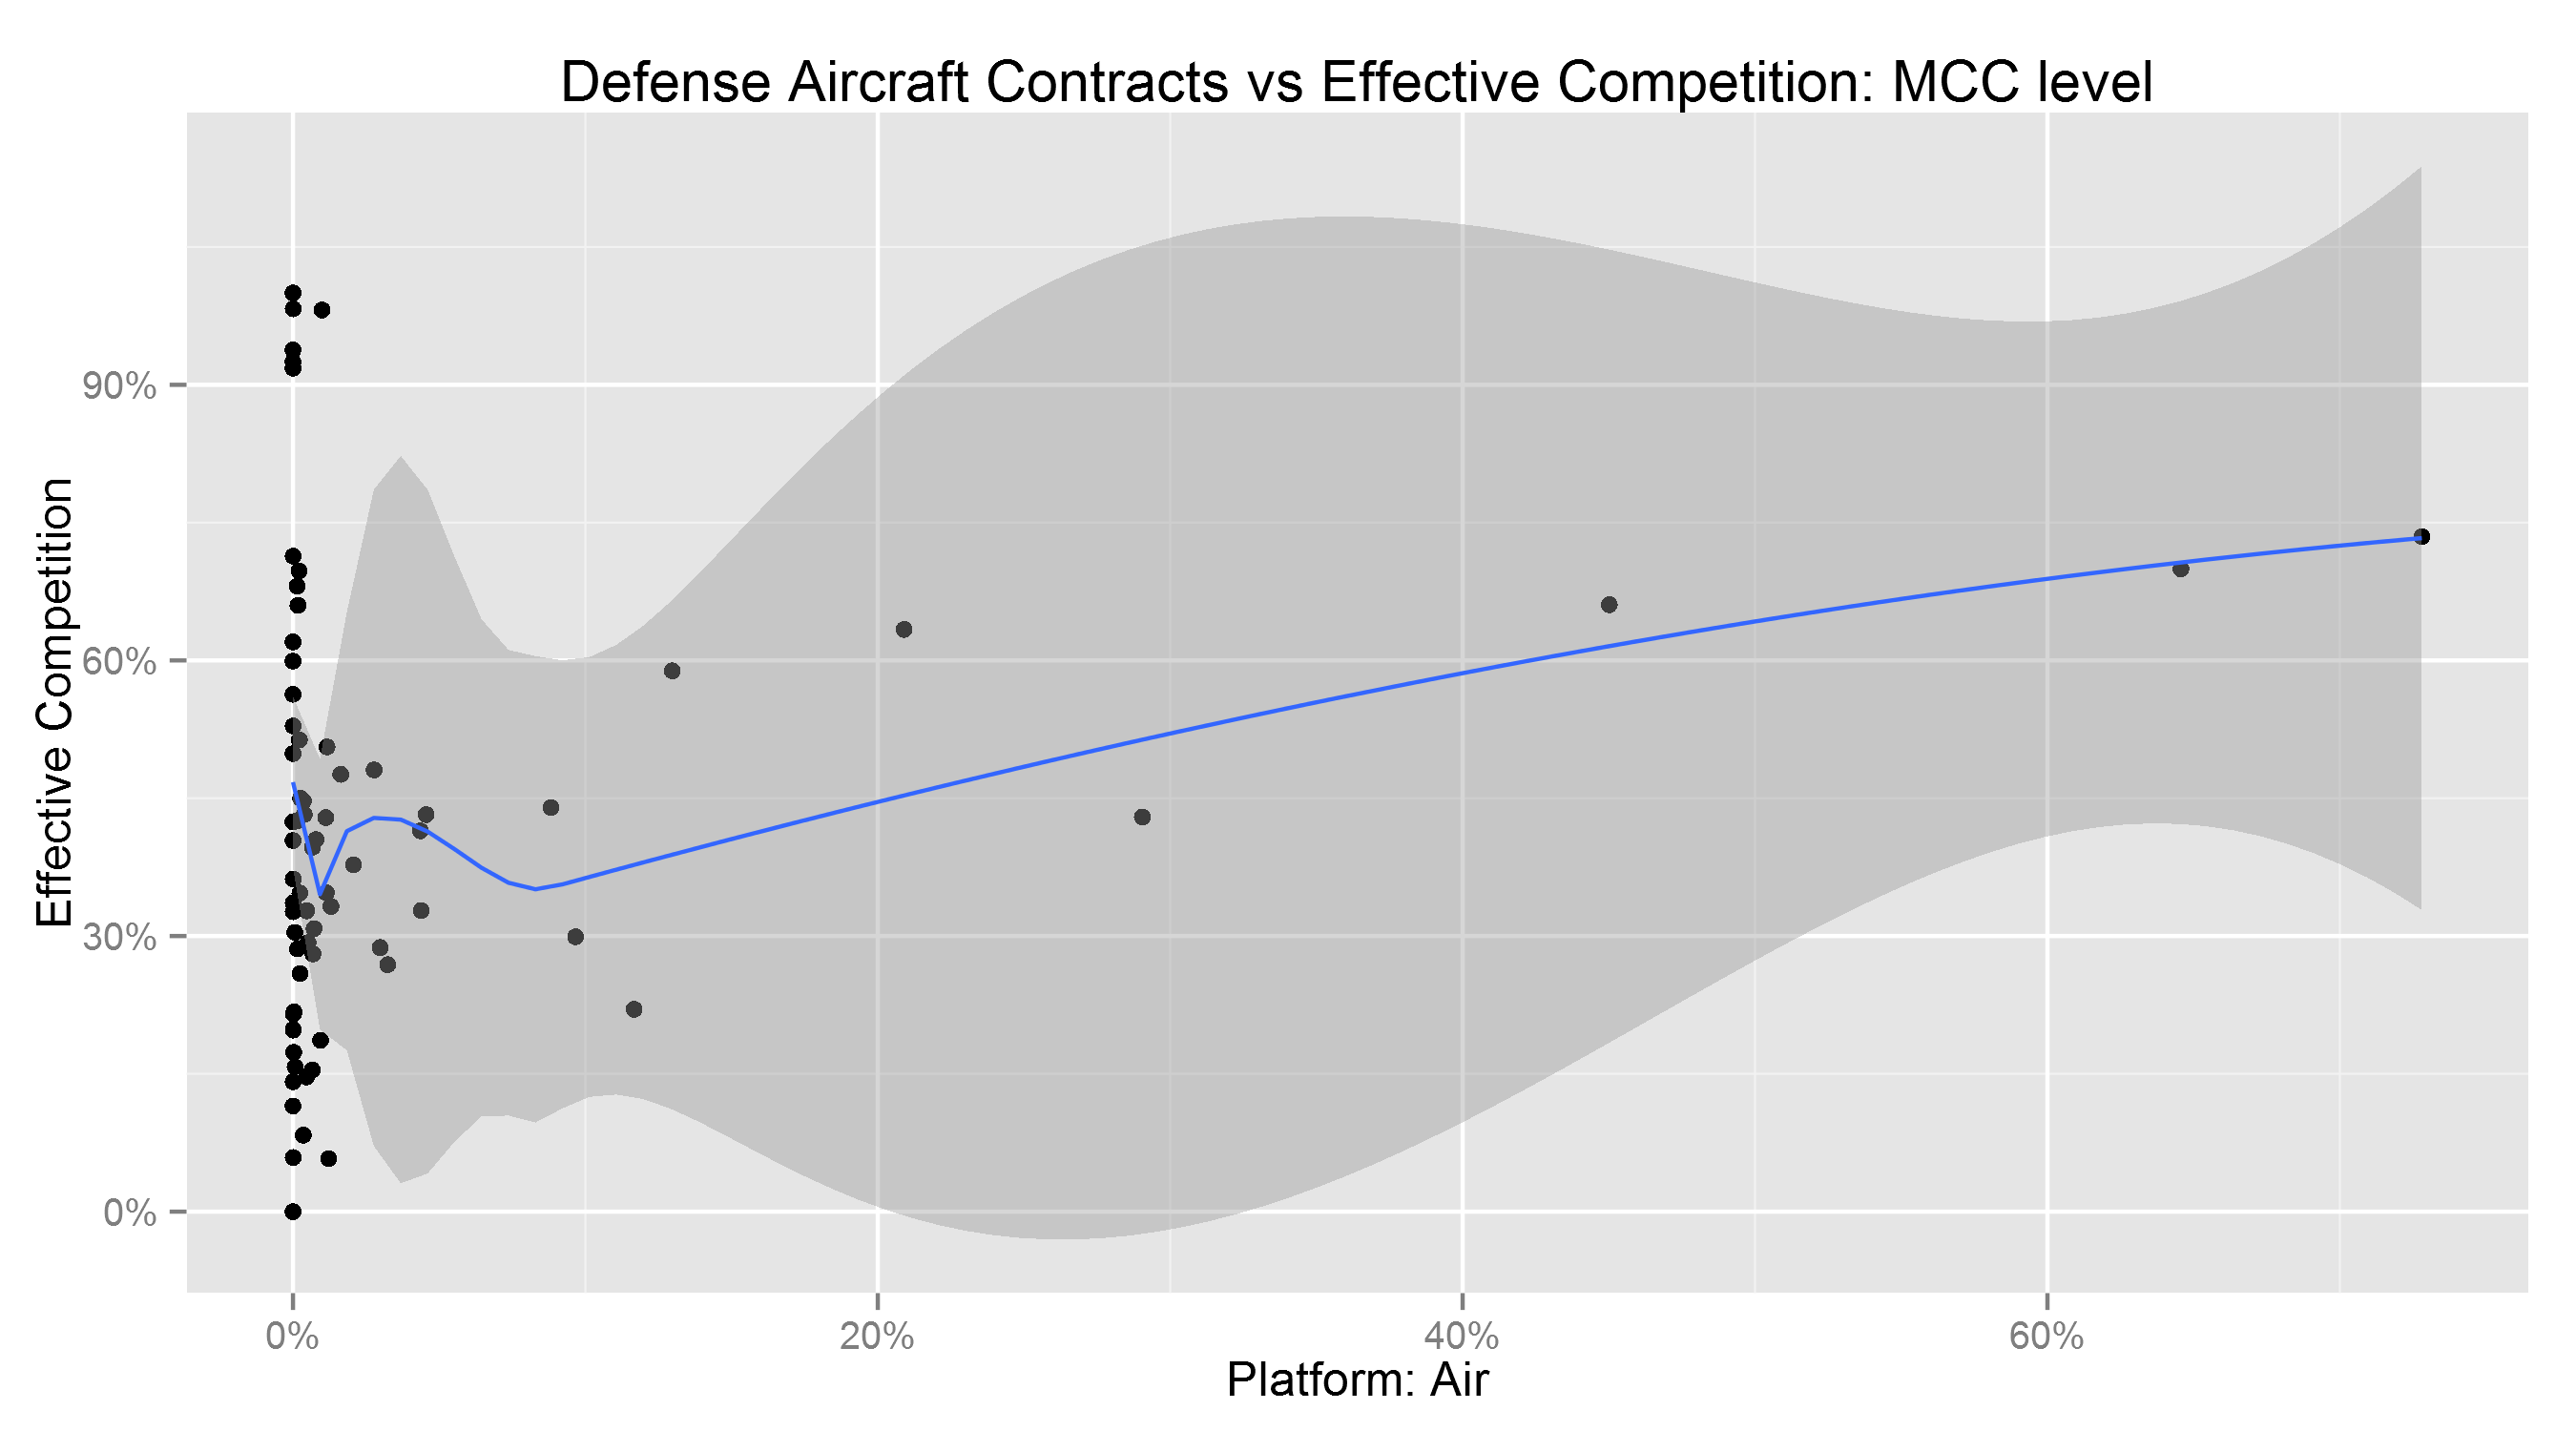 Defense Aircraft Contracts vs Effective Competition: MCC level
Effective Competition
90%
60%
30%
0%
0%
20%
40%
60%
Platform: Air